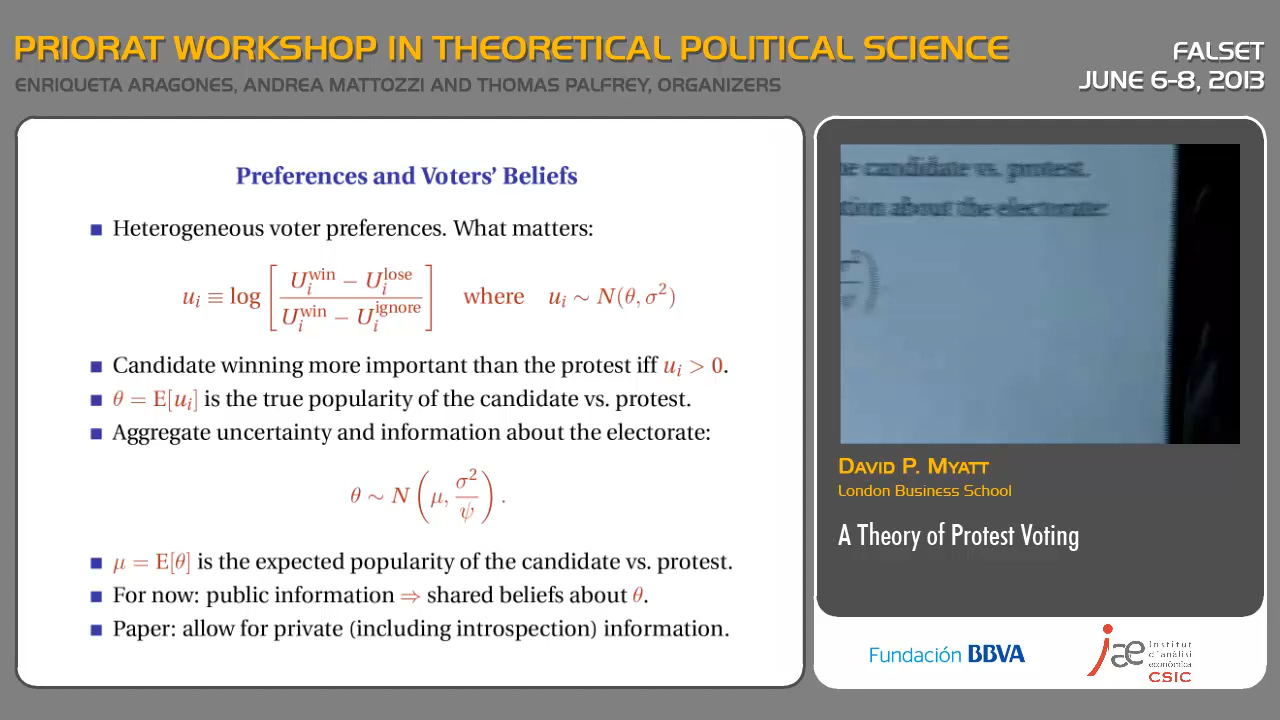 PRIORAT WORKSHOP IN THEORETICAL POLITICAL SCIENCE
ENRIQUETA ARAGONES, ANDREA MATTOZZI AND THOMAS PALFREY, ORGANIZERS
FALSET
JUNE 6-8, 2013
Preferences and Voters' Beliefs
■ Heterogeneous voter preferences. What matters:
u_i ≡ log [ (U_i^win − U_i^lose) / (U_i^win − U_i^ignore) ] where u_i ∼ N(θ, σ²)
■ Candidate winning more important than the protest iff u_i > 0.
■ θ = E[u_i] is the true popularity of the candidate vs. protest.
■ Aggregate uncertainty and information about the electorate:
θ ∼ N (μ, σ²/ψ).
■ μ = E[θ] is the expected popularity of the candidate vs. protest.
■ For now: public information ⇒ shared beliefs about θ.
■ Paper: allow for private (including introspection) information.
candidate vs. protest.
about the electorate:
DAVID P. MYATT
London Business School
A Theory of Protest Voting
Fundación BBVA
iae
Institut
d'anàlisi
econòmica
CSIC